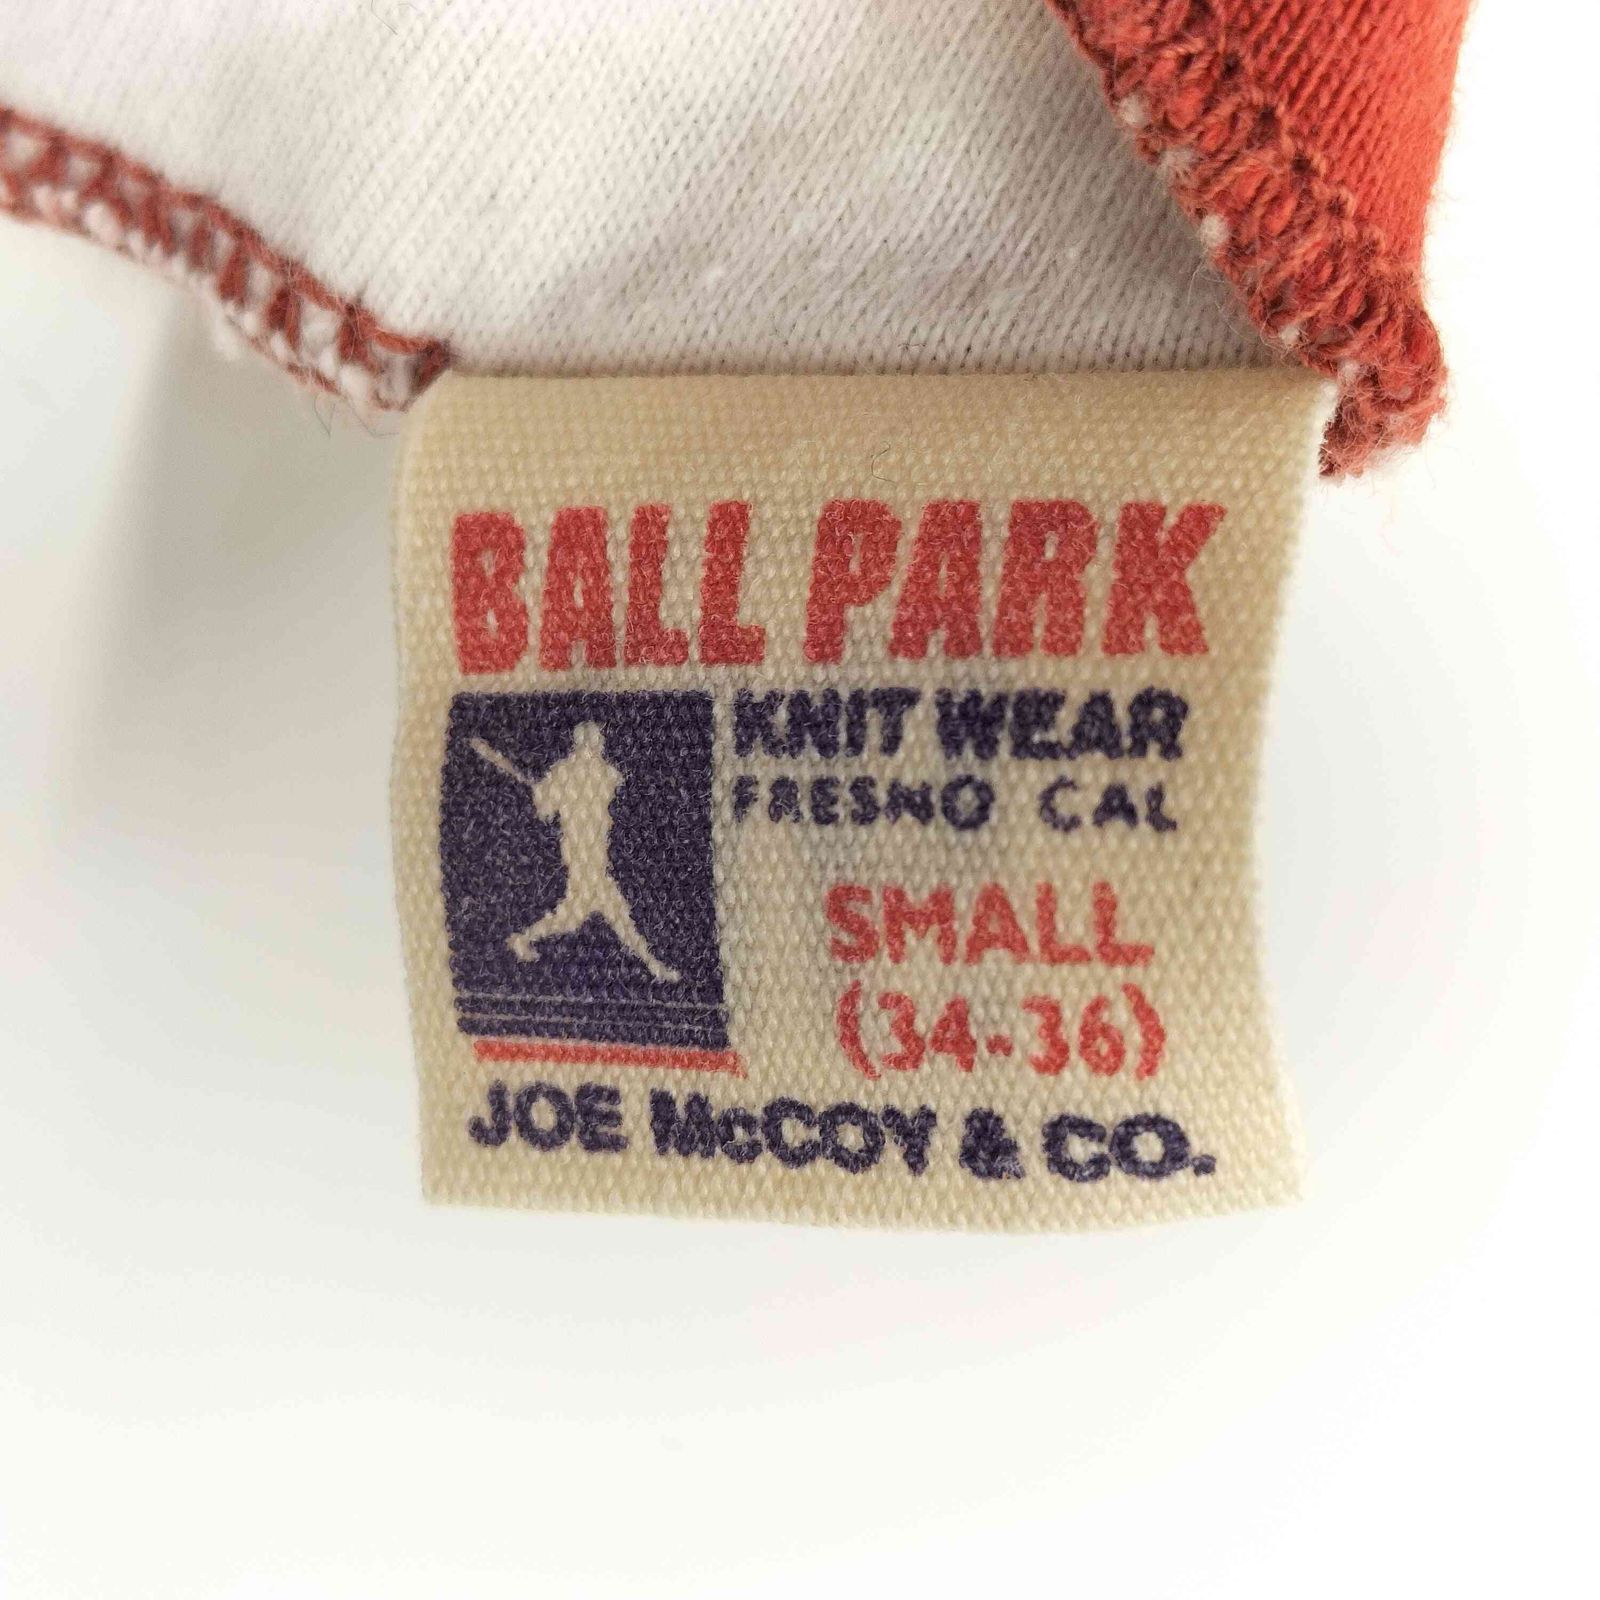 BALL PARK
KNIT WEAR
FRESNO CAL
SMALL
(34-36)
JOE McCOY & CO.